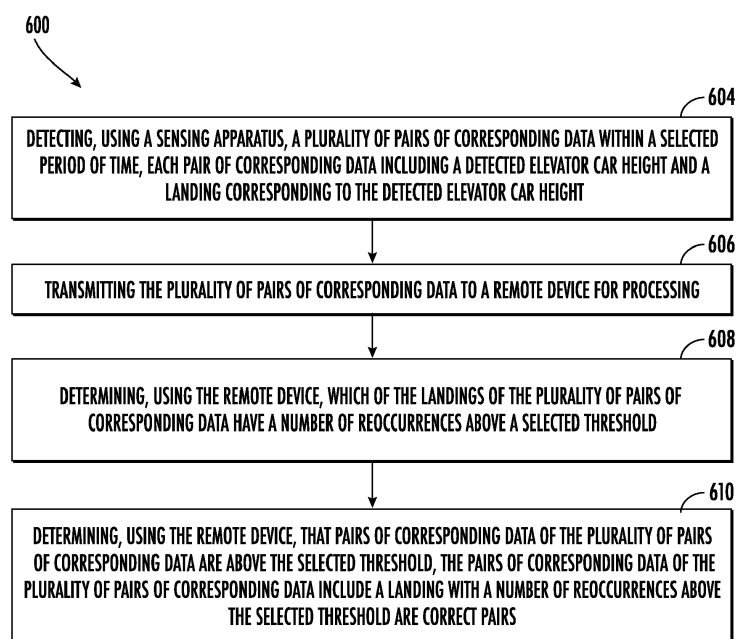 600
604
DETECTING, USING A SENSING APPARATUS, A PLURALITY OF PAIRS OF CORRESPONDING DATA WITHIN A SELECTED
PERIOD OF TIME, EACH PAIR OF CORRESPONDING DATA INCLUDING A DETECTED ELEVATOR CAR HEIGHT AND A
LANDING CORRESPONDING TO THE DETECTED ELEVATOR CAR HEIGHT
606
TRANSMITTING THE PLURALITY OF PAIRS OF CORRESPONDING DATA TO A REMOTE DEVICE FOR PROCESSING
608
DETERMINING, USING THE REMOTE DEVICE, WHICH OF THE LANDINGS OF THE PLURALITY OF PAIRS OF
CORRESPONDING DATA HAVE A NUMBER OF REOCCURRENCES ABOVE A SELECTED THRESHOLD
610
DETERMINING, USING THE REMOTE DEVICE, THAT PAIRS OF CORRESPONDING DATA OF THE PLURALITY OF PAIRS
OF CORRESPONDING DATA ARE ABOVE THE SELECTED THRESHOLD, THE PAIRS OF CORRESPONDING DATA OF THE
PLURALITY OF PAIRS OF CORRESPONDING DATA INCLUDE A LANDING WITH A NUMBER OF REOCCURRENCES ABOVE
THE SELECTED THRESHOLD ARE CORRECT PAIRS